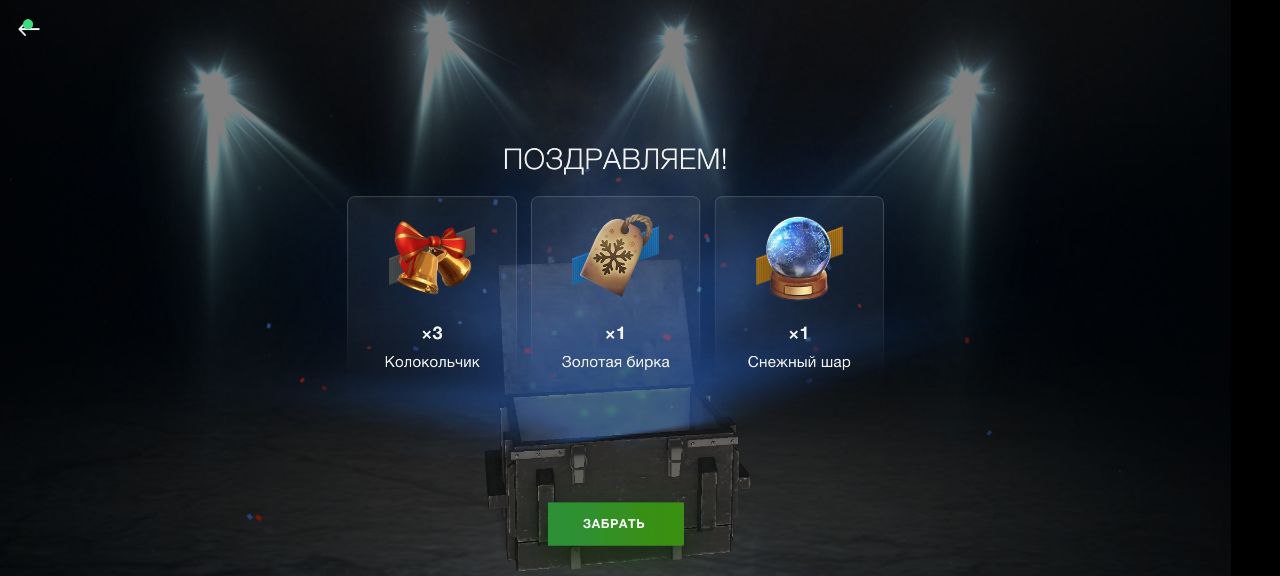 ПОЗДРАВЛЯЕМ!
×3
Колокольчик
×1
Золотая бирка
×1
Снежный шар
ЗАБРАТЬ